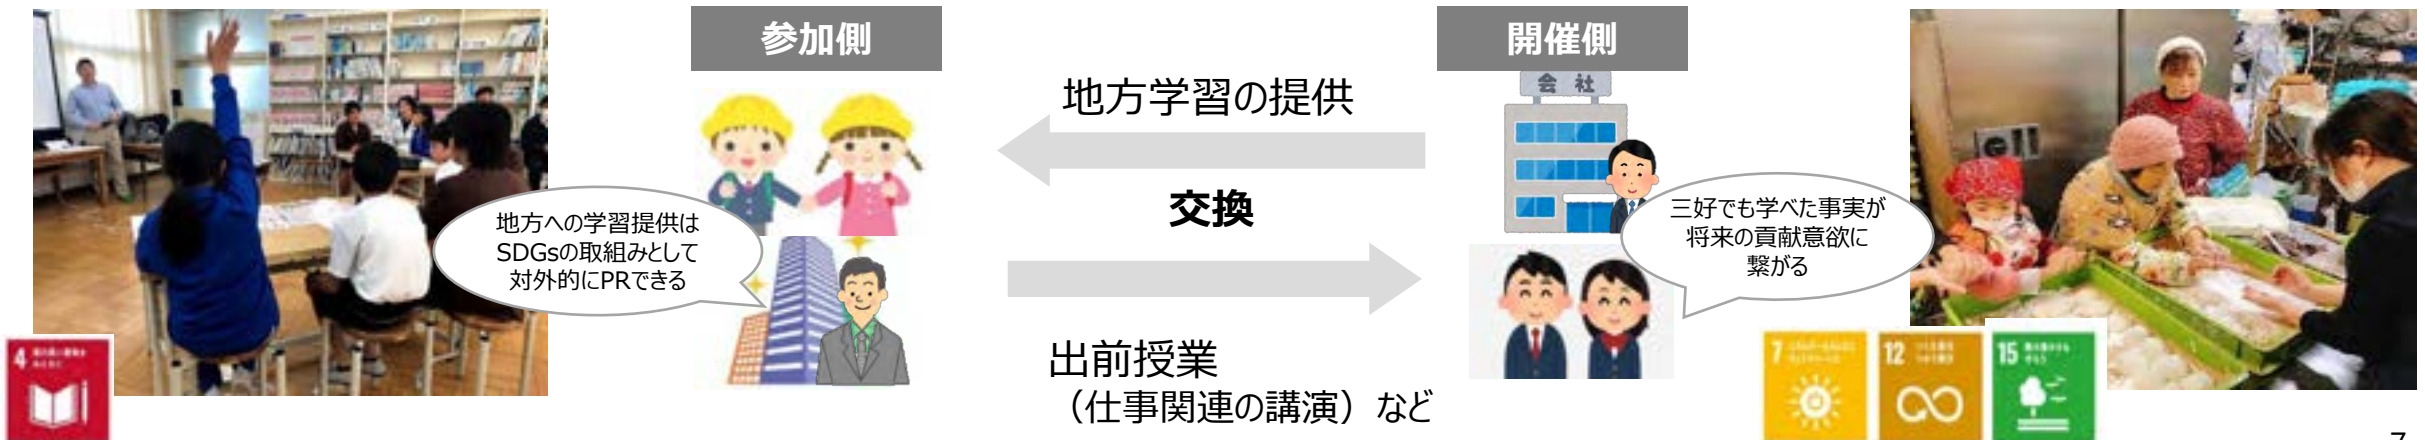 参加側
開催側
会 社
地方学習の提供
交換
地方への学習提供は
SDGsの取組みとして
対外的にPRできる
三好でも学べた事実が
将来の貢献意欲に
繋がる
出前授業
（仕事関連の講演）など
4
7
12
15
7